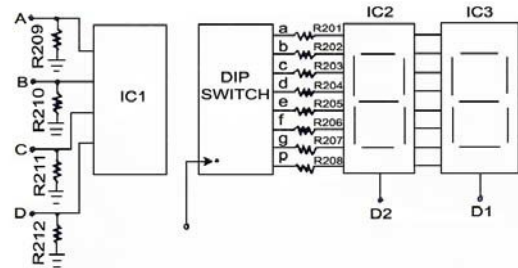 A
R209
B
R210
C
R211
D
R212
IC1
DIP
SWITCH
a
b
c
d
e
f
g
p
R201
R202
R203
R204
R205
R206
R207
R208
IC2
D2
IC3
D1